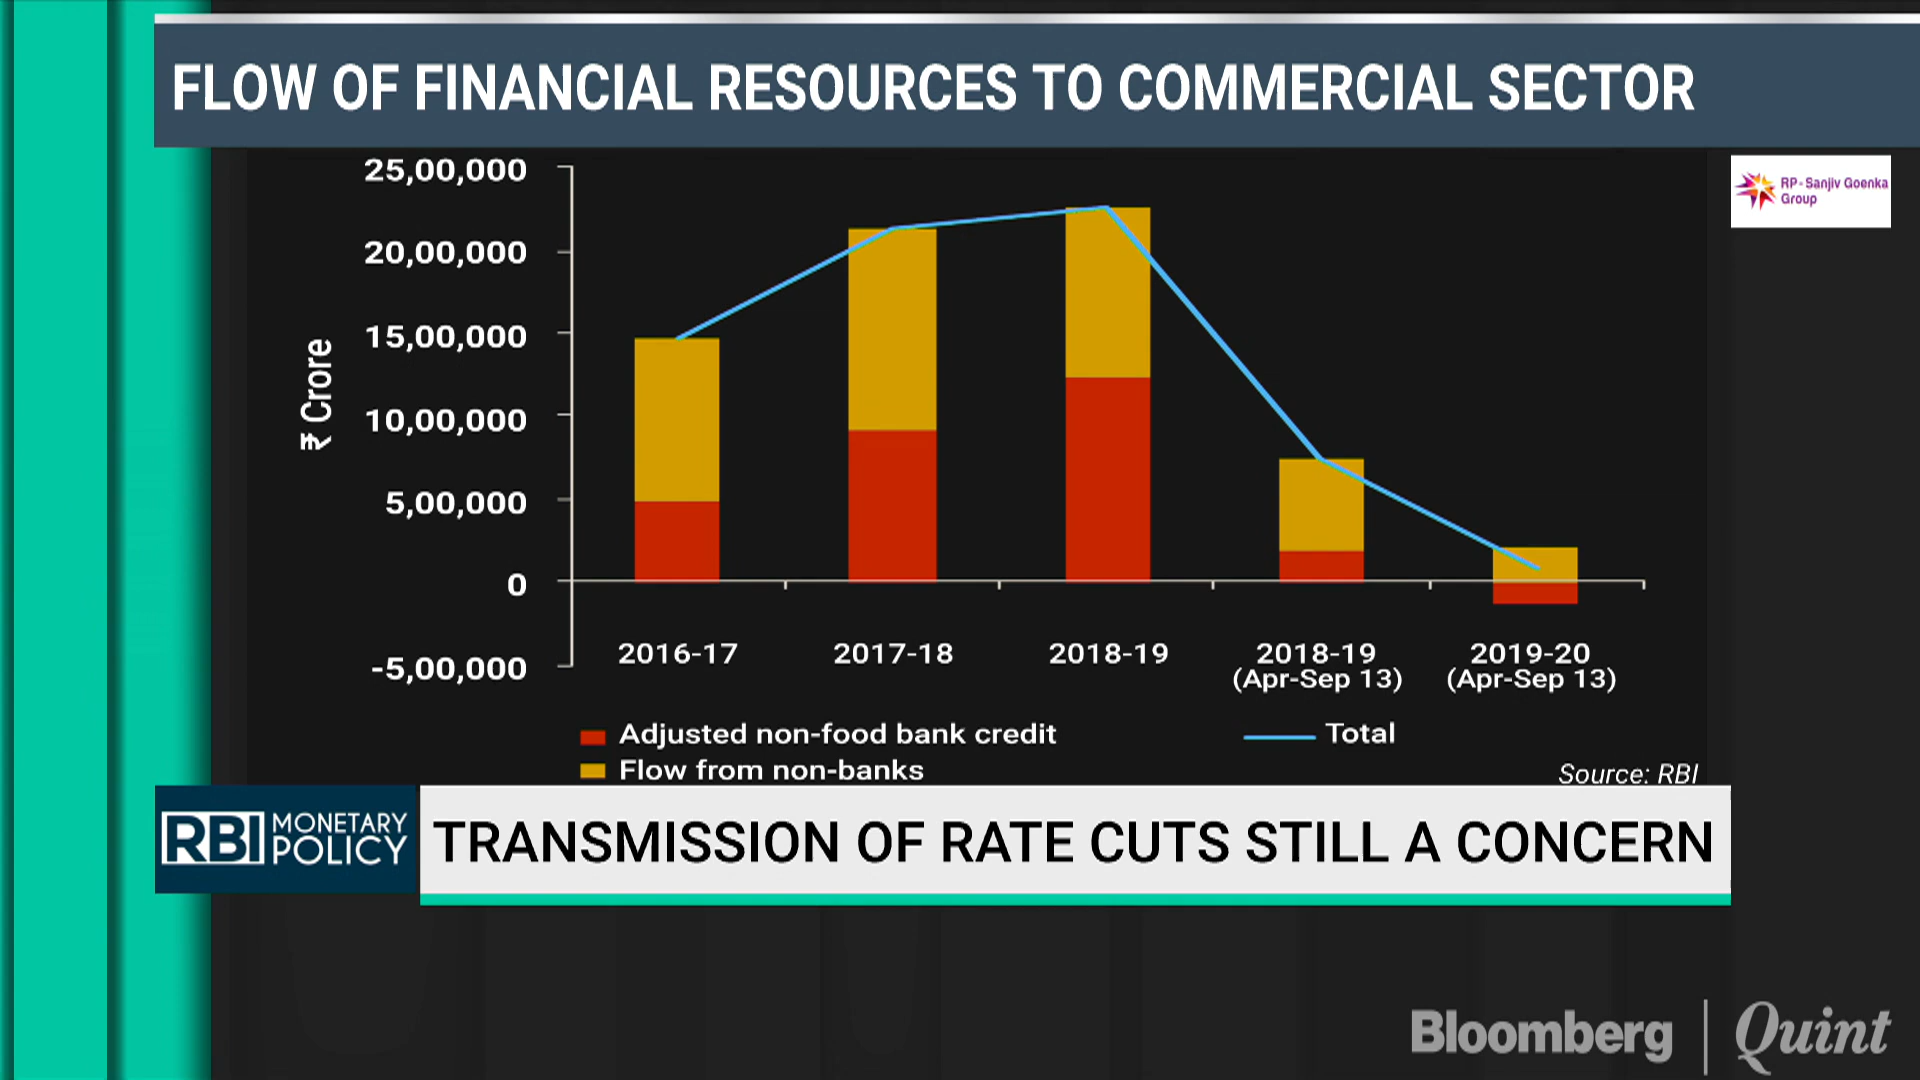 FLOW OF FINANCIAL RESOURCES TO COMMERCIAL SECTOR
RP-Sanjiv Goenka
Group
25,00,000
20,00,000
15,00,000
10,00,000
5,00,000
0
-5,00,000
₹ Crore
2016-17
2017-18
2018-19
2018-19
(Apr-Sep 13)
2019-20
(Apr-Sep 13)
Adjusted non-food bank credit
Total
Flow from non-banks
Source: RBI
RBI MONETARY POLICY
TRANSMISSION OF RATE CUTS STILL A CONCERN
Bloomberg | Quint